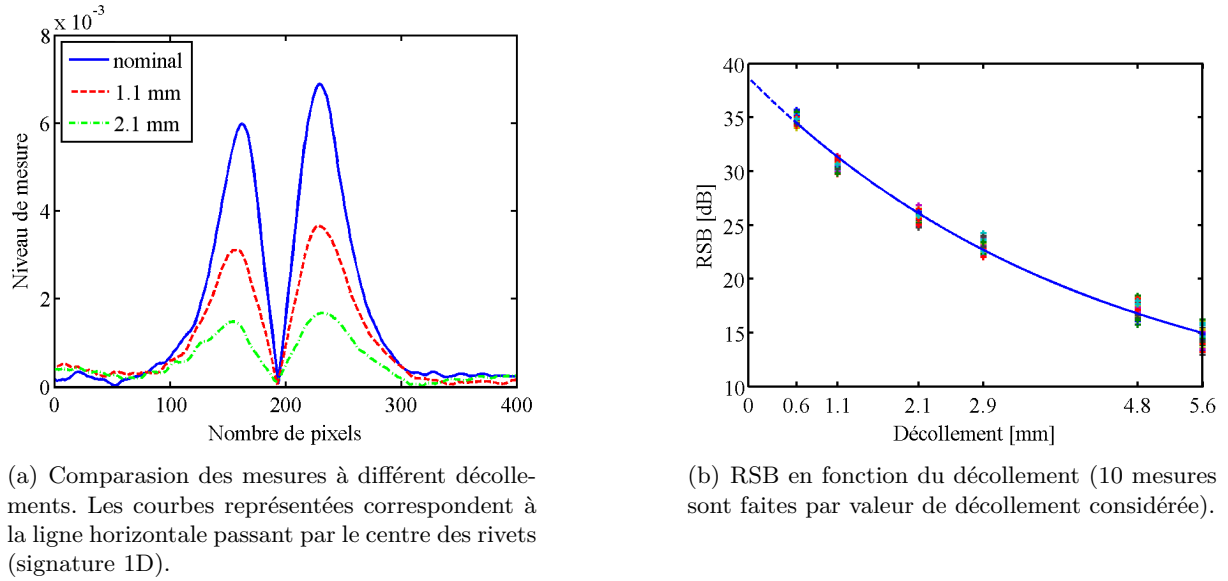 x 10⁻³
8
6
4
2
0
Niveau de mesure
nominal
1.1 mm
2.1 mm
0 100 200 300 400
Nombre de pixels
(a) Comparasion des mesures à différent décolle-
ments. Les courbes représentées correspondent à
la ligne horizontale passant par le centre des rivets
(signature 1D).
40
35
30
25
20
15
10
RSB [dB]
0 0.6 1.1 2.1 2.9 4.8 5.6
Décollement [mm]
(b) RSB en fonction du décollement (10 mesures
sont faites par valeur de décollement considérée).